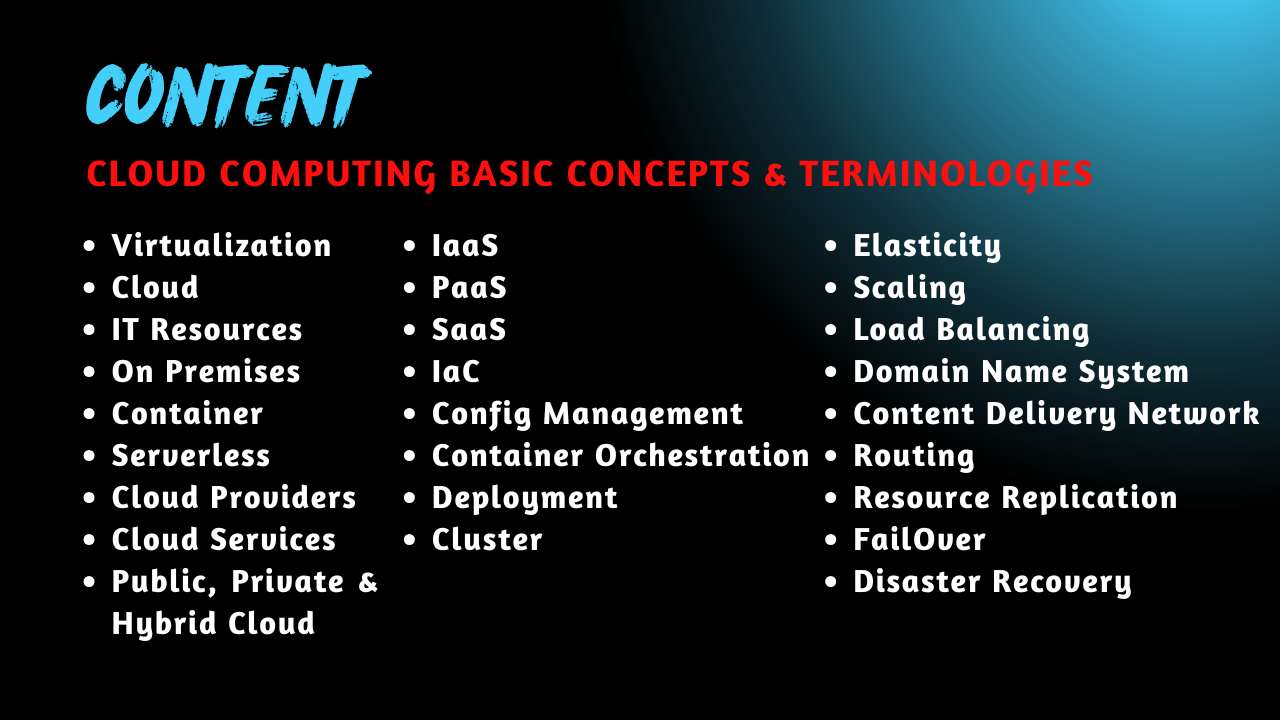 CONTENT
CLOUD COMPUTING BASIC CONCEPTS & TERMINOLOGIES
• Virtualization
• Cloud
• IT Resources
• On Premises
• Container
• Serverless
• Cloud Providers
• Cloud Services
• Public, Private &
Hybrid Cloud
• IaaS
• PaaS
• SaaS
• IaC
• Config Management
• Container Orchestration
• Deployment
• Cluster
• Elasticity
• Scaling
• Load Balancing
• Domain Name System
• Content Delivery Network
• Routing
• Resource Replication
• FailOver
• Disaster Recovery